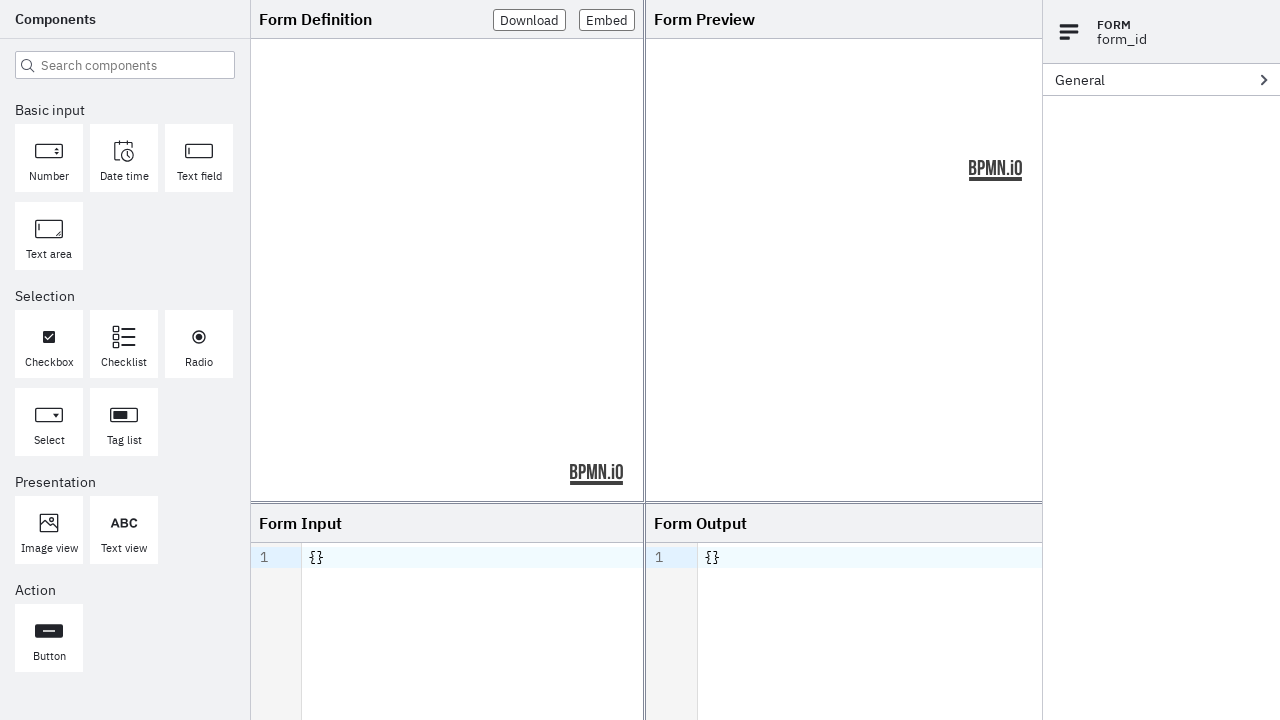 Components
Search components
Basic input
Number
Date time
Text field
Text area
Selection
Checkbox
Checklist
Radio
Select
Tag list
Presentation
Image view
ABC
Text view
Action
Button
Form Definition
Download
Embed
BPMN.iO
Form Preview
BPMN.iO
Form Input
1 {}
Form Output
1 {}
FORM
form_id
General